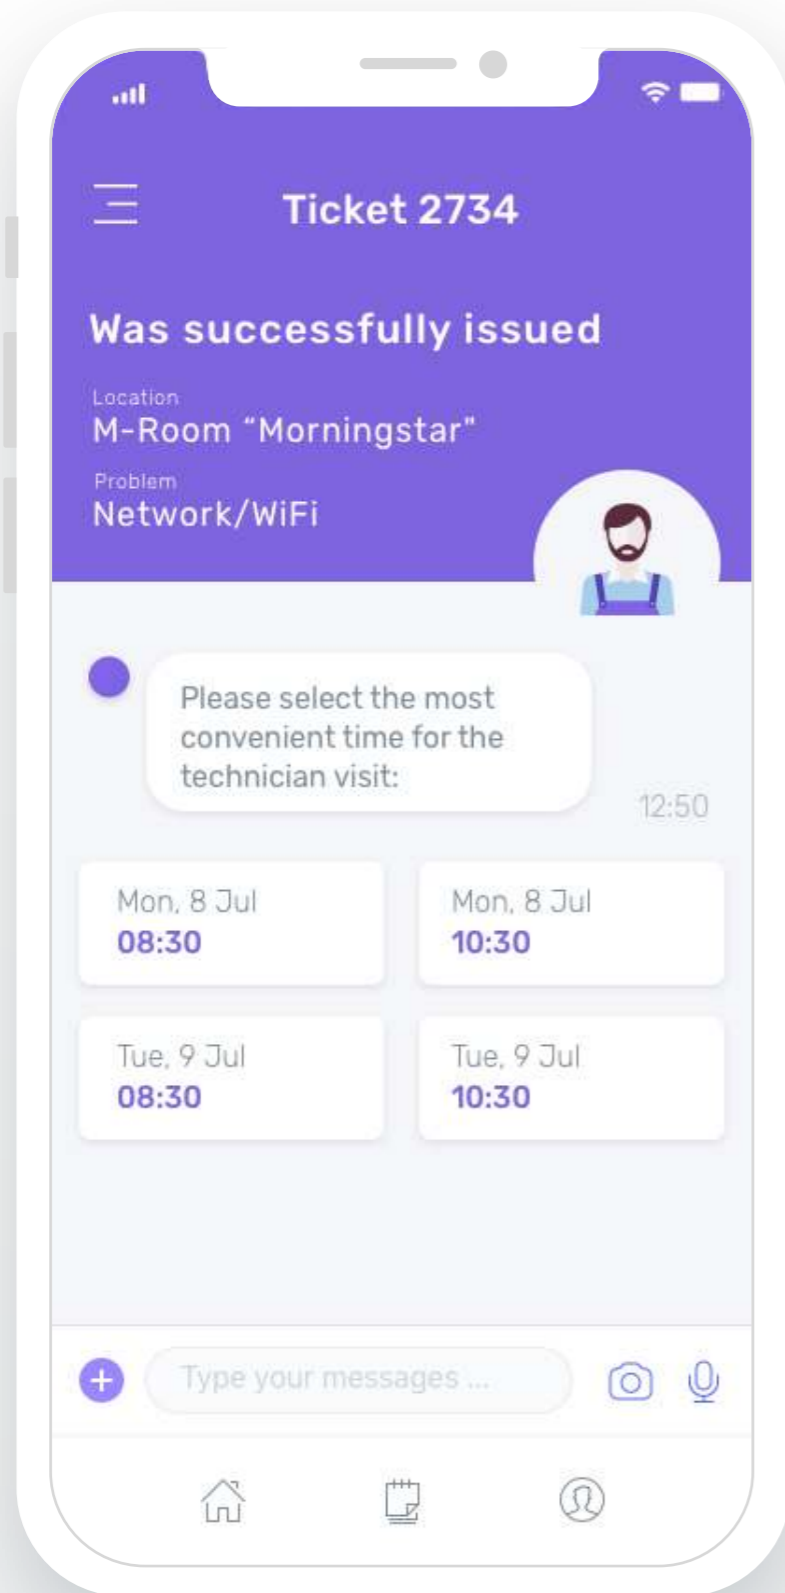 Ticket 2734
Was successfully issued
Location
M-Room “Morningstar"
Problem
Network/WiFi
Please select the most
convenient time for the
technician visit:
12:50
Mon, 8 Jul
08:30
Mon, 8 Jul
10:30
Tue, 9 Jul
08:30
Tue, 9 Jul
10:30
Type your messages ...